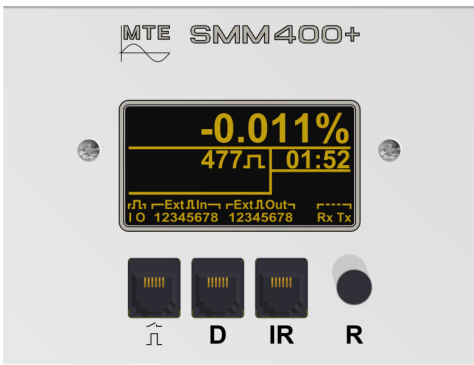 MTE SMM400+
-0.011%
477 01:52
Ext In Ext Out
I O 12345678 12345678 Rx Tx
D IR R